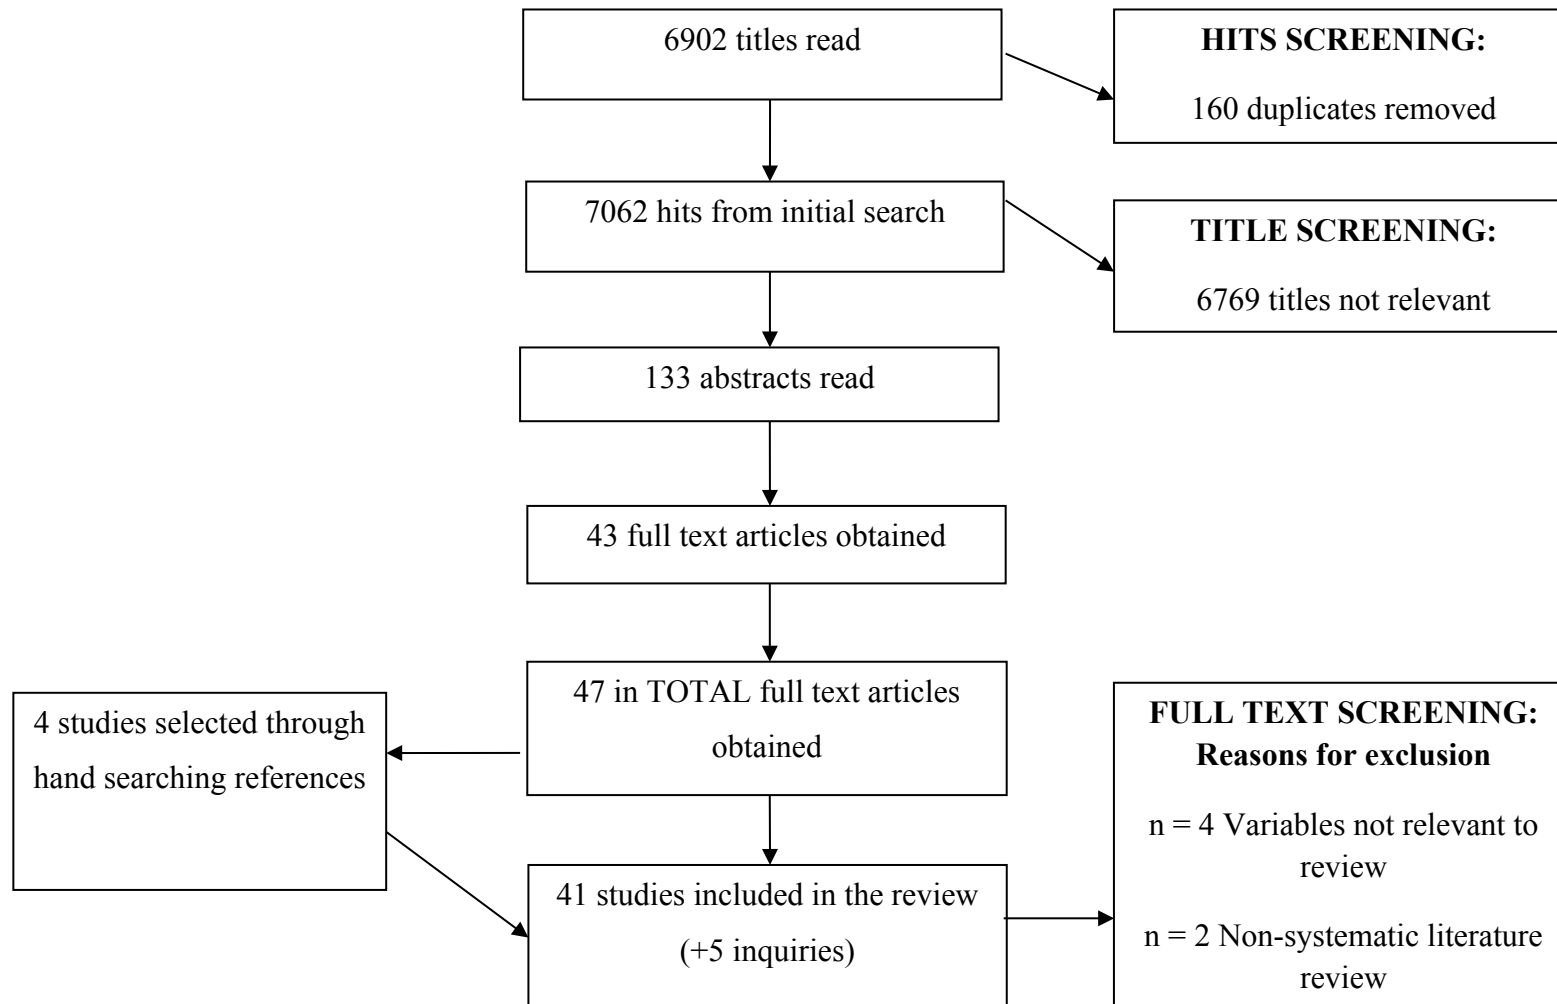 6902 titles read
HITS SCREENING:
160 duplicates removed
7062 hits from initial search
TITLE SCREENING:
6769 titles not relevant
133 abstracts read
43 full text articles obtained
47 in TOTAL full text articles
obtained
4 studies selected through
hand searching references
FULL TEXT SCREENING:
Reasons for exclusion
n = 4 Variables not relevant to
review
n = 2 Non-systematic literature
review
41 studies included in the review
(+5 inquiries)